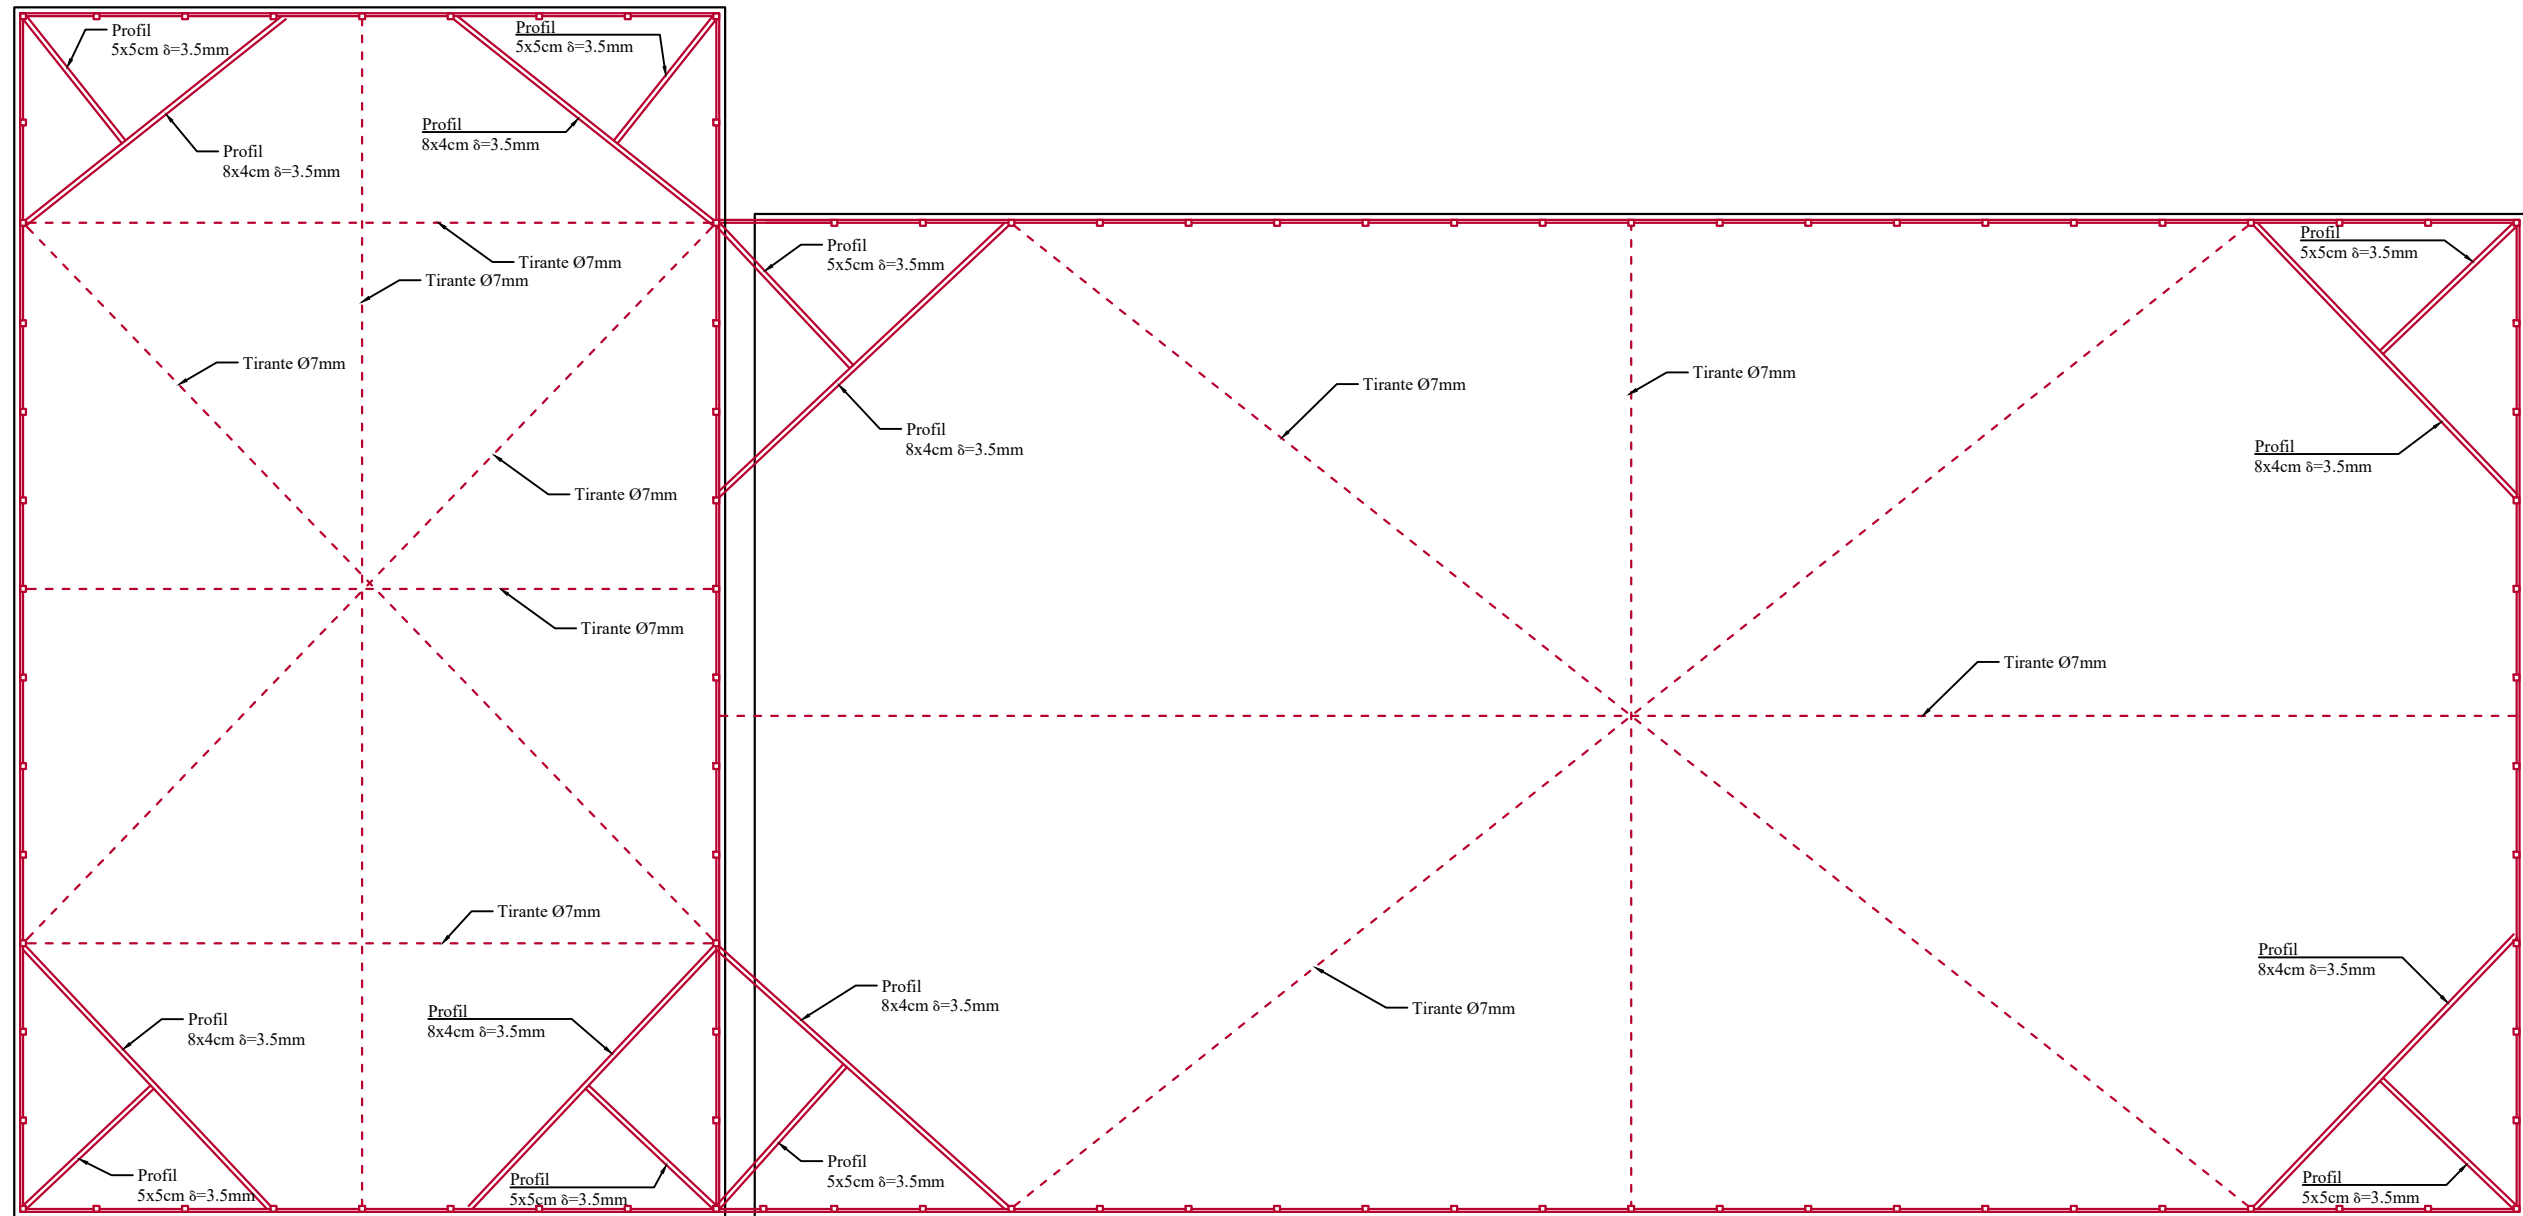 Profil
5x5cm δ=3.5mm
Profil
5x5cm δ=3.5mm
Profil
8x4cm δ=3.5mm
Profil
8x4cm δ=3.5mm
Tirante Ø7mm
Tirante Ø7mm
Tirante Ø7mm
Tirante Ø7mm
Tirante Ø7mm
Tirante Ø7mm
Profil
8x4cm δ=3.5mm
Profil
8x4cm δ=3.5mm
Profil
5x5cm δ=3.5mm
Profil
5x5cm δ=3.5mm
Profil
5x5cm δ=3.5mm
Profil
8x4cm δ=3.5mm
Tirante Ø7mm
Tirante Ø7mm
Profil
5x5cm δ=3.5mm
Profil
8x4cm δ=3.5mm
Tirante Ø7mm
Profil
8x4cm δ=3.5mm
Tirante Ø7mm
Profil
8x4cm δ=3.5mm
Profil
5x5cm δ=3.5mm
Profil
5x5cm δ=3.5mm